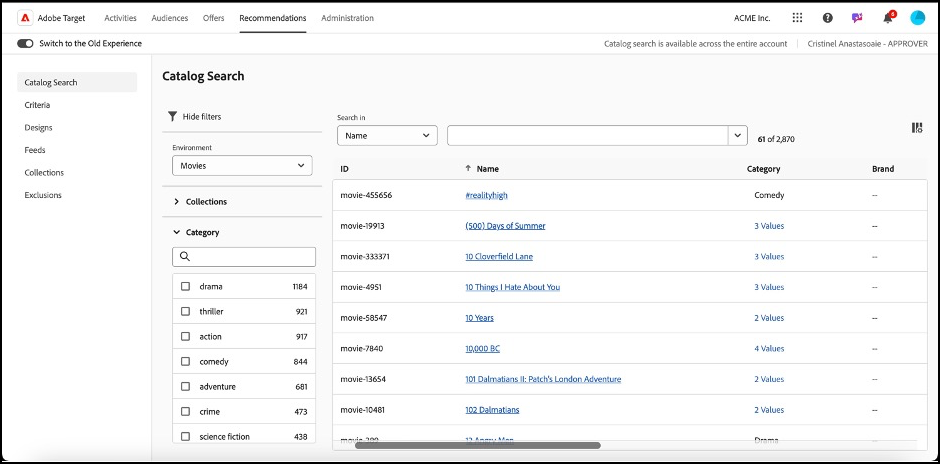 Adobe Target Activities Audiences Offers Recommendations Administration ACME Inc. 6
Switch to the Old Experience Catalog search is available across the entire account Cristinel Anastasoaie - APPROVER
Catalog Search
Criteria
Designs
Feeds
Collections
Exclusions
Catalog Search
Hide filters
Environment
Movies
Collections
Category
drama 1184
thriller 921
action 917
comedy 844
adventure 681
crime 473
science fiction 438
Search in
Name
61 of 2,870
ID Name Category Brand
movie-455656 #realityhigh Comedy --
movie-19913 (500) Days of Summer 3 Values --
movie-333371 10 Cloverfield Lane 3 Values --
movie-4951 10 Things I Hate About You 3 Values --
movie-58547 10 Years 2 Values --
movie-7840 10,000 BC 4 Values --
movie-13654 101 Dalmatians II: Patch's London Adventure 2 Values --
movie-10481 102 Dalmatians 2 Values --
movie-389 12 Angry Men Drama --